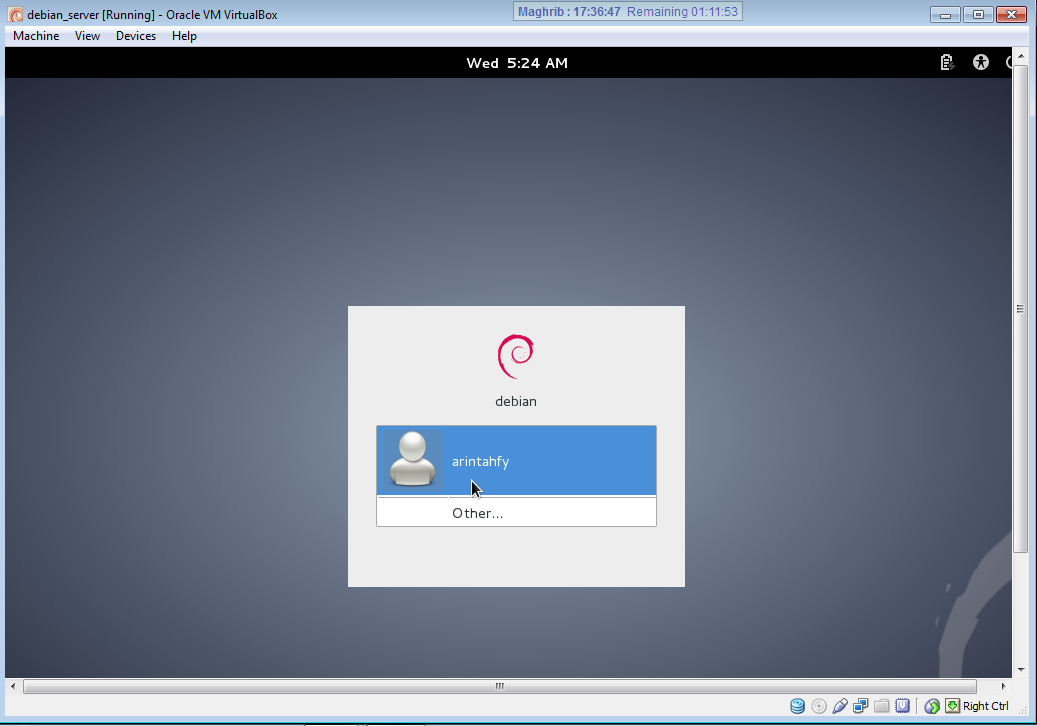 debian_server [Running] - Oracle VM VirtualBox
Maghrib : 17:36:47 Remaining 01:11:53
Machine View Devices Help
Wed 5:24 AM
debian
arintahfy
Other...
Right Ctrl